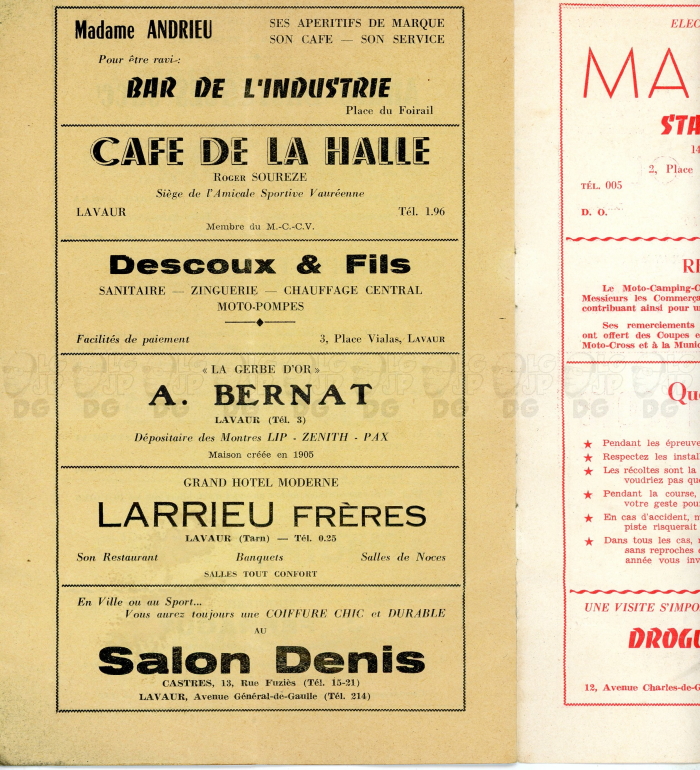 Madame ANDRIEU
SES APERITIFS DE MARQUE
SON CAFE — SON SERVICE
Pour être ravi-:
BAR DE L'INDUSTRIE
Place du Foirail
CAFE DE LA HALLE
ROGER SOUREZE
Siège de l'Amicale Sportive Vauréenne
LAVAUR Tél. 1.96
Membre du M.-C.-C.V.
Descoux & Fils
SANITAIRE — ZINGUERIE — CHAUFFAGE CENTRAL
MOTO-POMPES
Facilités de paiement 3, Place Vialas, LAVAUR
« LA GERBE D'OR »
A. BERNAT
LAVAUR (Tél. 3)
Dépositaire des Montres LIP - ZENITH - PAX
Maison créée en 1905
GRAND HOTEL MODERNE
LARRIEU FRÈRES
LAVAUR (Tarn) — Tél. 0.25
Son Restaurant Banquets Salles de Noces
SALLES TOUT CONFORT
En Ville ou au Sport...
Vous aurez toujours une COIFFURE CHIC et DURABLE
AU
Salon Denis
CASTRES, 13, Rue Fuziès (Tél. 15-21)
LAVAUR, Avenue Général-de-Gaulle (Tél. 214)
ELEC
MA
STA
14
2, Place
TÉL. 005
D. O.
RI
Le Moto-Camping-C
Messieurs les Commerç
contribuant ainsi pour u
Ses remerciements
ont offert des Coupes e
Moto-Cross et à la Munic
Que
★ Pendant les épreuve
★ Respectez les instal
★ Les récoltes sont la
voudriez pas que
★ Pendant la course,
votre geste pour
★ En cas d'accident, n
piste risquerait
★ Dans tous les cas,
sans reproches
année vous inv
UNE VISITE S'IMPO
DROGU
12, Avenue Charles-de-G